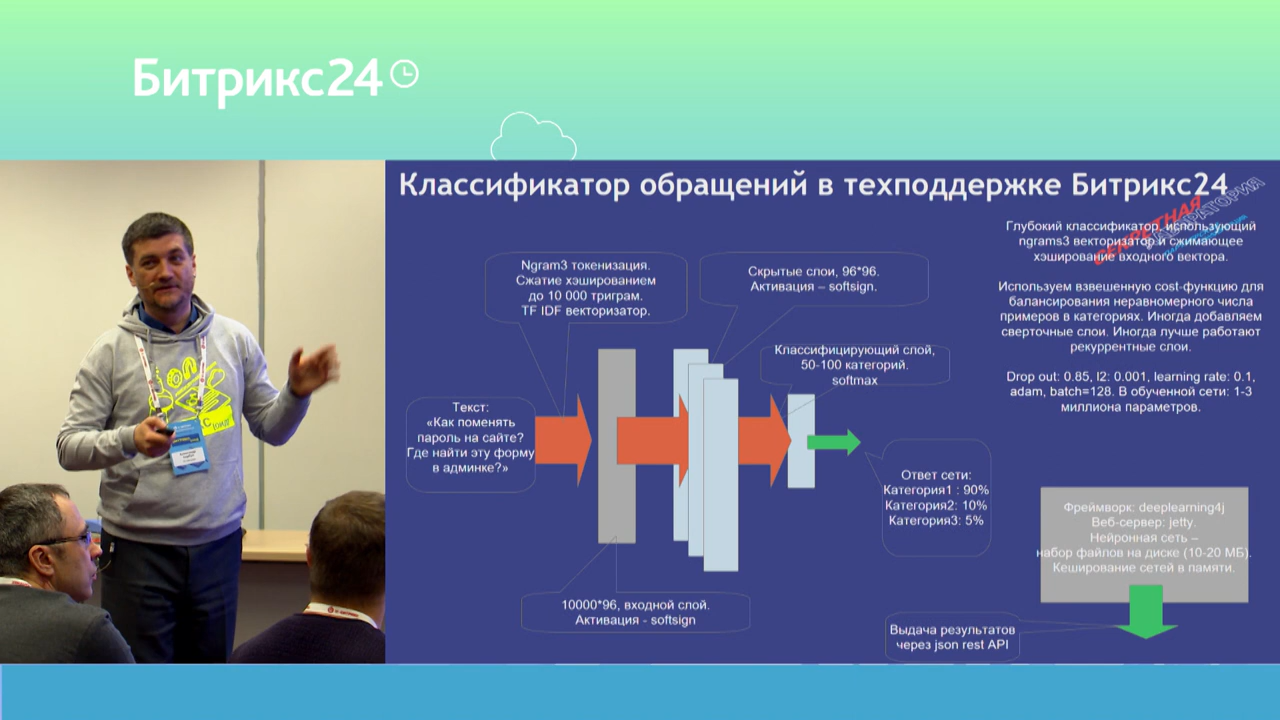 Битрикс24
Классификатор обращений в техподдержке Битрикс24
СЕКРЕТНАЯ
ЛАБОРАТОРИЯ
Глубокий классификатор, использующий
ngrams3 векторизатор и сжимающее
хэширование входного вектора.
Используем взвешенную cost-функцию для
балансирования неравномерного числа
примеров в категориях. Иногда добавляем
сверточные слои. Иногда лучше работают
рекуррентные слои.
Drop out: 0.85, l2: 0.001, learning rate: 0.1,
adam, batch=128. В обученной сети: 1-3
миллиона параметров.
Ngram3 токенизация.
Сжатие хэшированием
до 10 000 триграм.
TF IDF векторизатор.
Скрытые слои, 96*96.
Активация – softsign.
Классифицирующий слой,
50-100 категорий.
softmax
Текст:
«Как поменять
пароль на сайте?
Где найти эту форму
в админке?»
Ответ сети:
Категория1 : 90%
Категория2: 10%
Категория3: 5%
10000*96, входной слой.
Активация - softsign
Фреймворк: deeplearning4j
Веб-сервер: jetty.
Нейронная сеть –
набор файлов на диске (10-20 МБ).
Кеширование сетей в памяти.
Выдача результатов
через json rest API